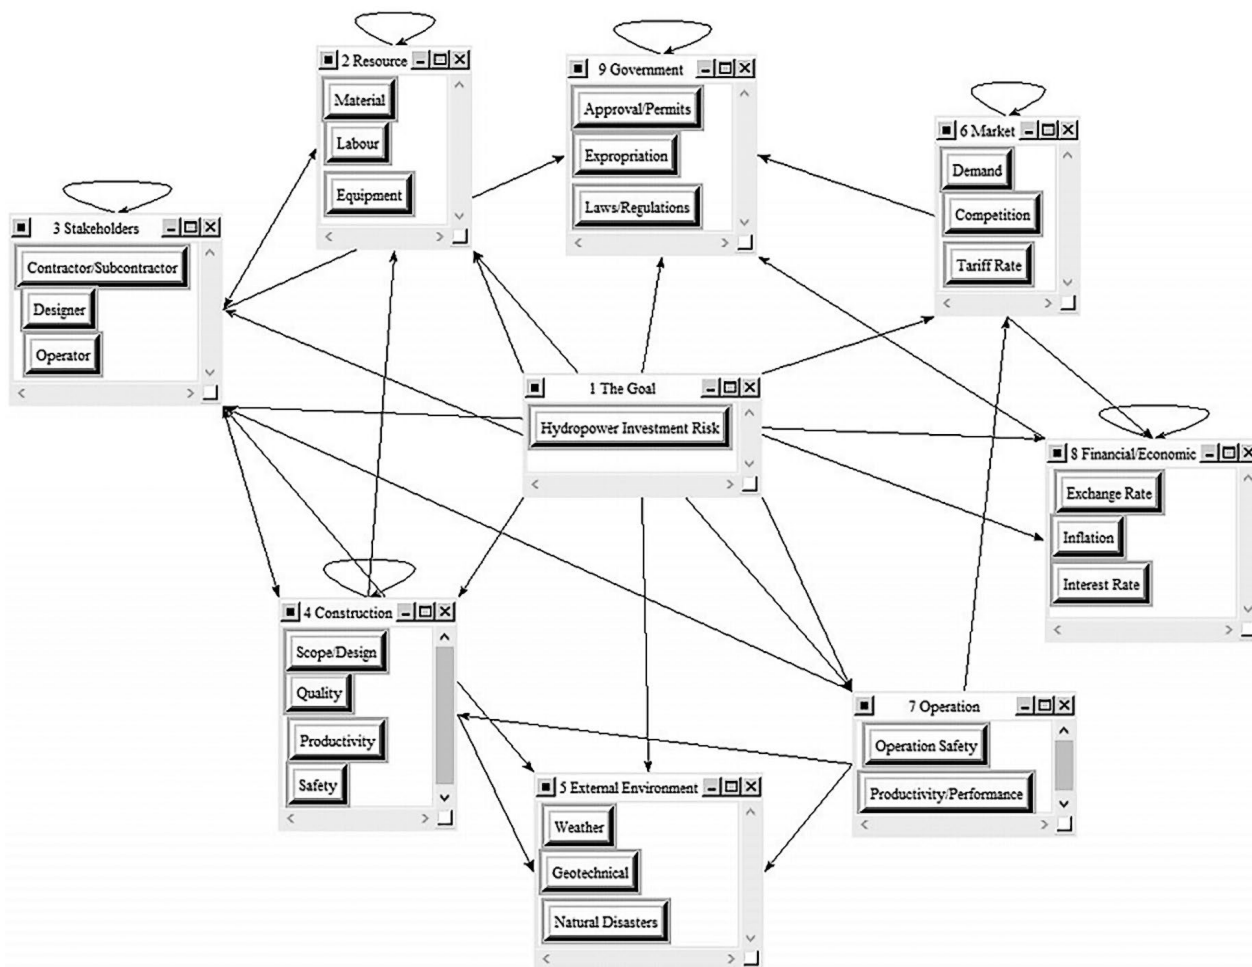 2 Resource
Material
Labour
Equipment
9 Government
Approval/Permits
Expropriation
Laws/Regulations
6 Market
Demand
Competition
Tariff Rate
3 Stakeholders
Contractor/Subcontractor
Designer
Operator
1 The Goal
Hydropower Investment Risk
8 Financial/Economic
Exchange Rate
Inflation
Interest Rate
4 Construction
Scope/Design
Quality
Productivity
Safety
5 External Environment
Weather
Geotechnical
Natural Disasters
7 Operation
Operation Safety
Productivity/Performance